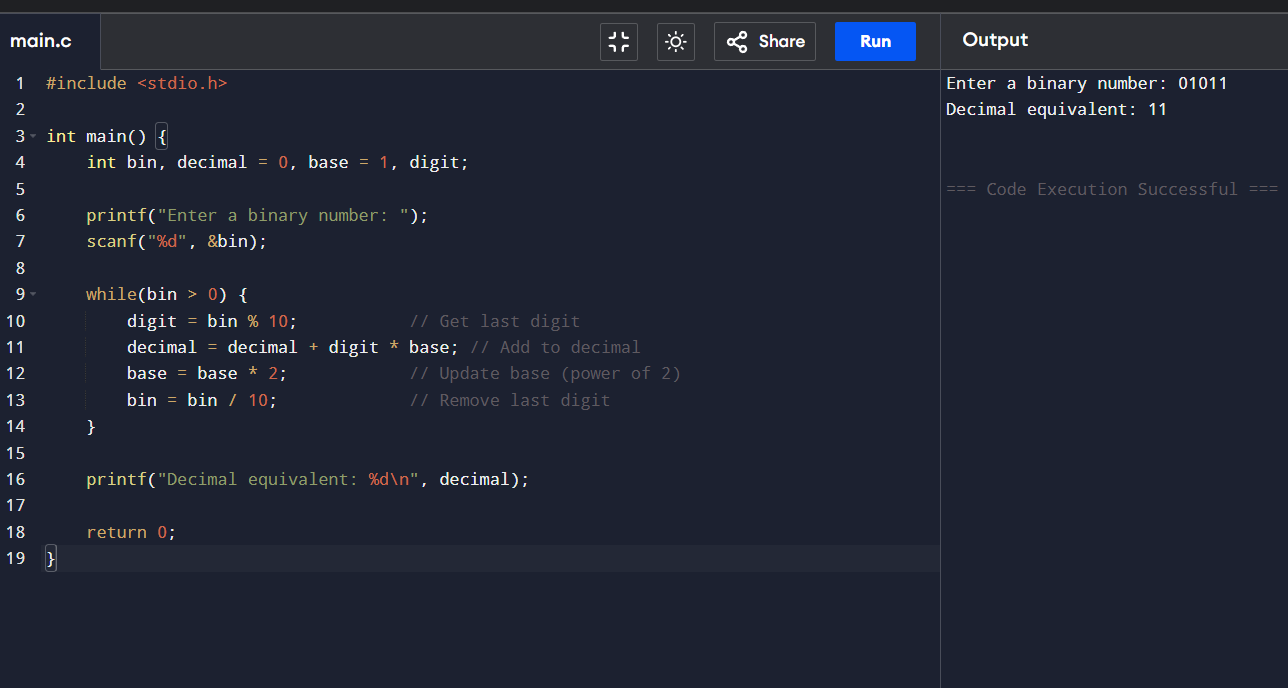 main.c
Share
Run
Output
1 #include <stdio.h>
2
3 int main() {
4     int bin, decimal = 0, base = 1, digit;
5
6     printf("Enter a binary number: ");
7     scanf("%d", &bin);
8
9     while(bin > 0) {
10         digit = bin % 10;           // Get last digit
11         decimal = decimal + digit * base; // Add to decimal
12         base = base * 2;            // Update base (power of 2)
13         bin = bin / 10;             // Remove last digit
14     }
15
16     printf("Decimal equivalent: %d\n", decimal);
17
18     return 0;
19 }
Enter a binary number: 01011
Decimal equivalent: 11
=== Code Execution Successful ===